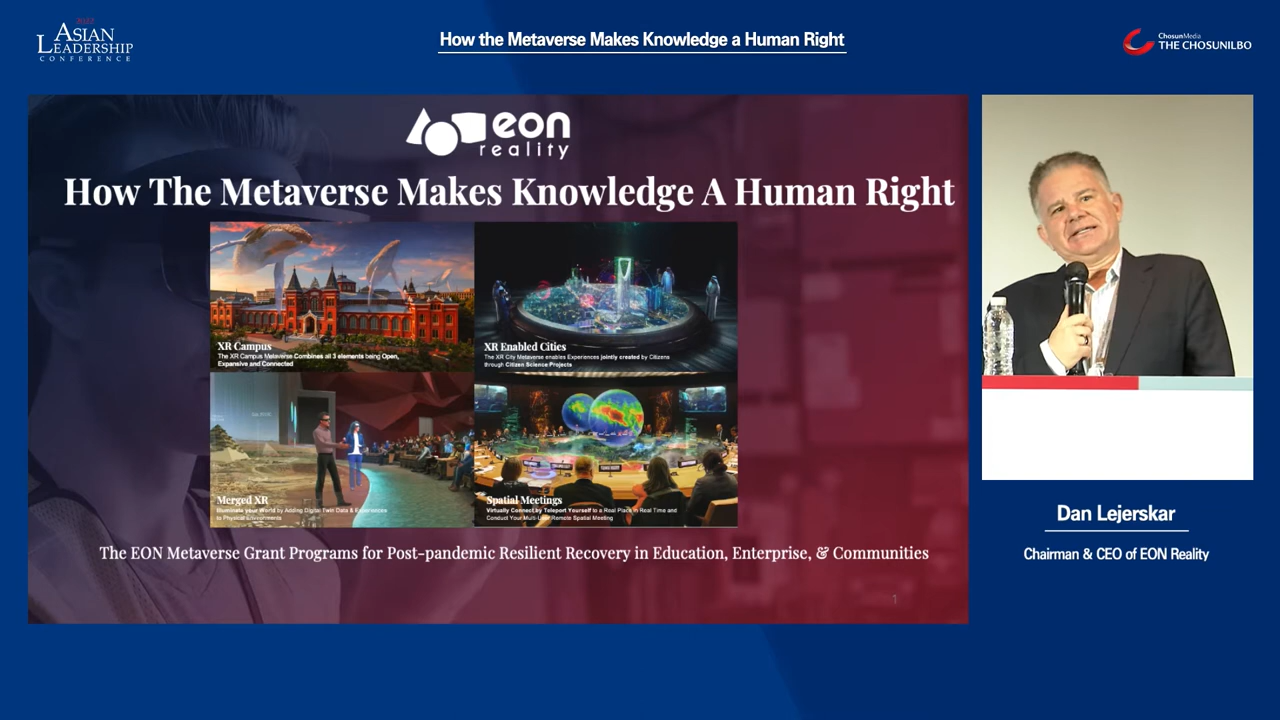 2022
ASIAN
LEADERSHIP
CONFERENCE
How the Metaverse Makes Knowledge a Human Right
ChosunMedia
THE CHOSUNILBO
eon
reality
How The Metaverse Makes Knowledge A Human Right
XR Campus
The XR Campus Metaverse Combines all 3 elements being Open,
Expansive and Connected
XR Enabled Cities
The XR City Metaverse enables Experiences jointly created by Citizens
through Citizen Science Projects
Merged XR
Illuminate your World by Adding Digital Twin Data & Experiences
to Physical Environments
Spatial Meetings
Virtually Connect by Teleport Yourself to a Real Place in Real Time and
Conduct Your Multi-User Remote Spatial Meeting
The EON Metaverse Grant Programs for Post-pandemic Resilient Recovery in Education, Enterprise, & Communities
1
Dan Lejerskar
Chairman & CEO of EON Reality